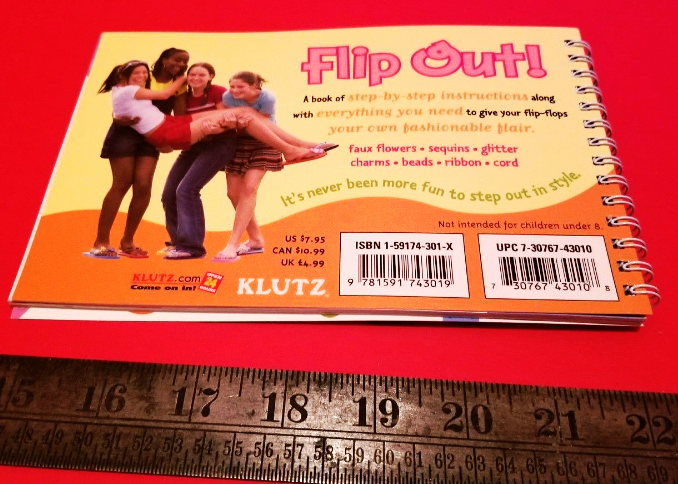 Flip Out!
A book of step-by-step instructions along
with everything you need to give your flip-flops
your own fashionable flair.
faux flowers • sequins • glitter
charms • beads • ribbon • cord
It's never been more fun to step out in style.
Not intended for children under 8.
US $7.95
CAN $10.99
UK £4.99
ISBN 1-59174-301-X
9 781591 743019
UPC 7-30767-43010
7 30767 43010 8
KLUTZ.com
Come on in!
KLUTZ®
15 16 17 18 19 20 21 22